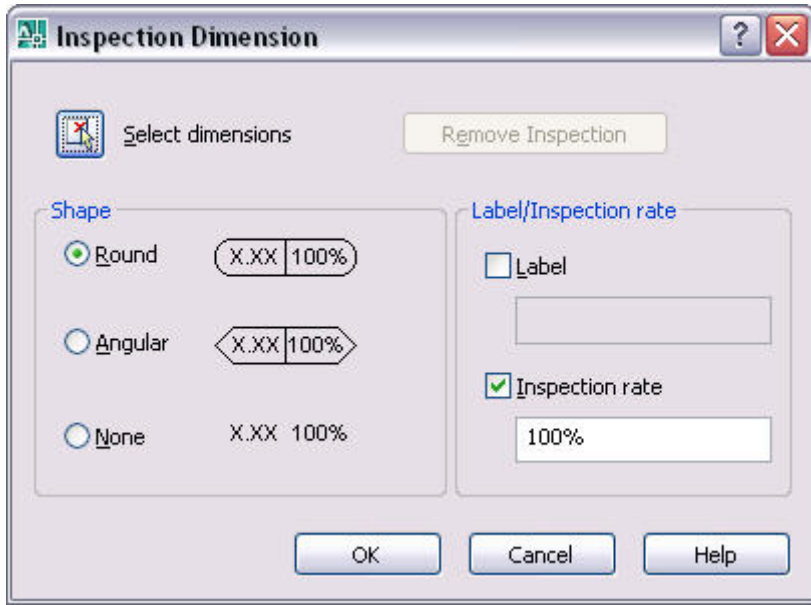 Inspection Dimension
Select dimensions
Remove Inspection
Shape
Round X.XX 100%
Angular X.XX 100%
None X.XX 100%
Label/Inspection rate
Label
Inspection rate
100%
OK Cancel Help